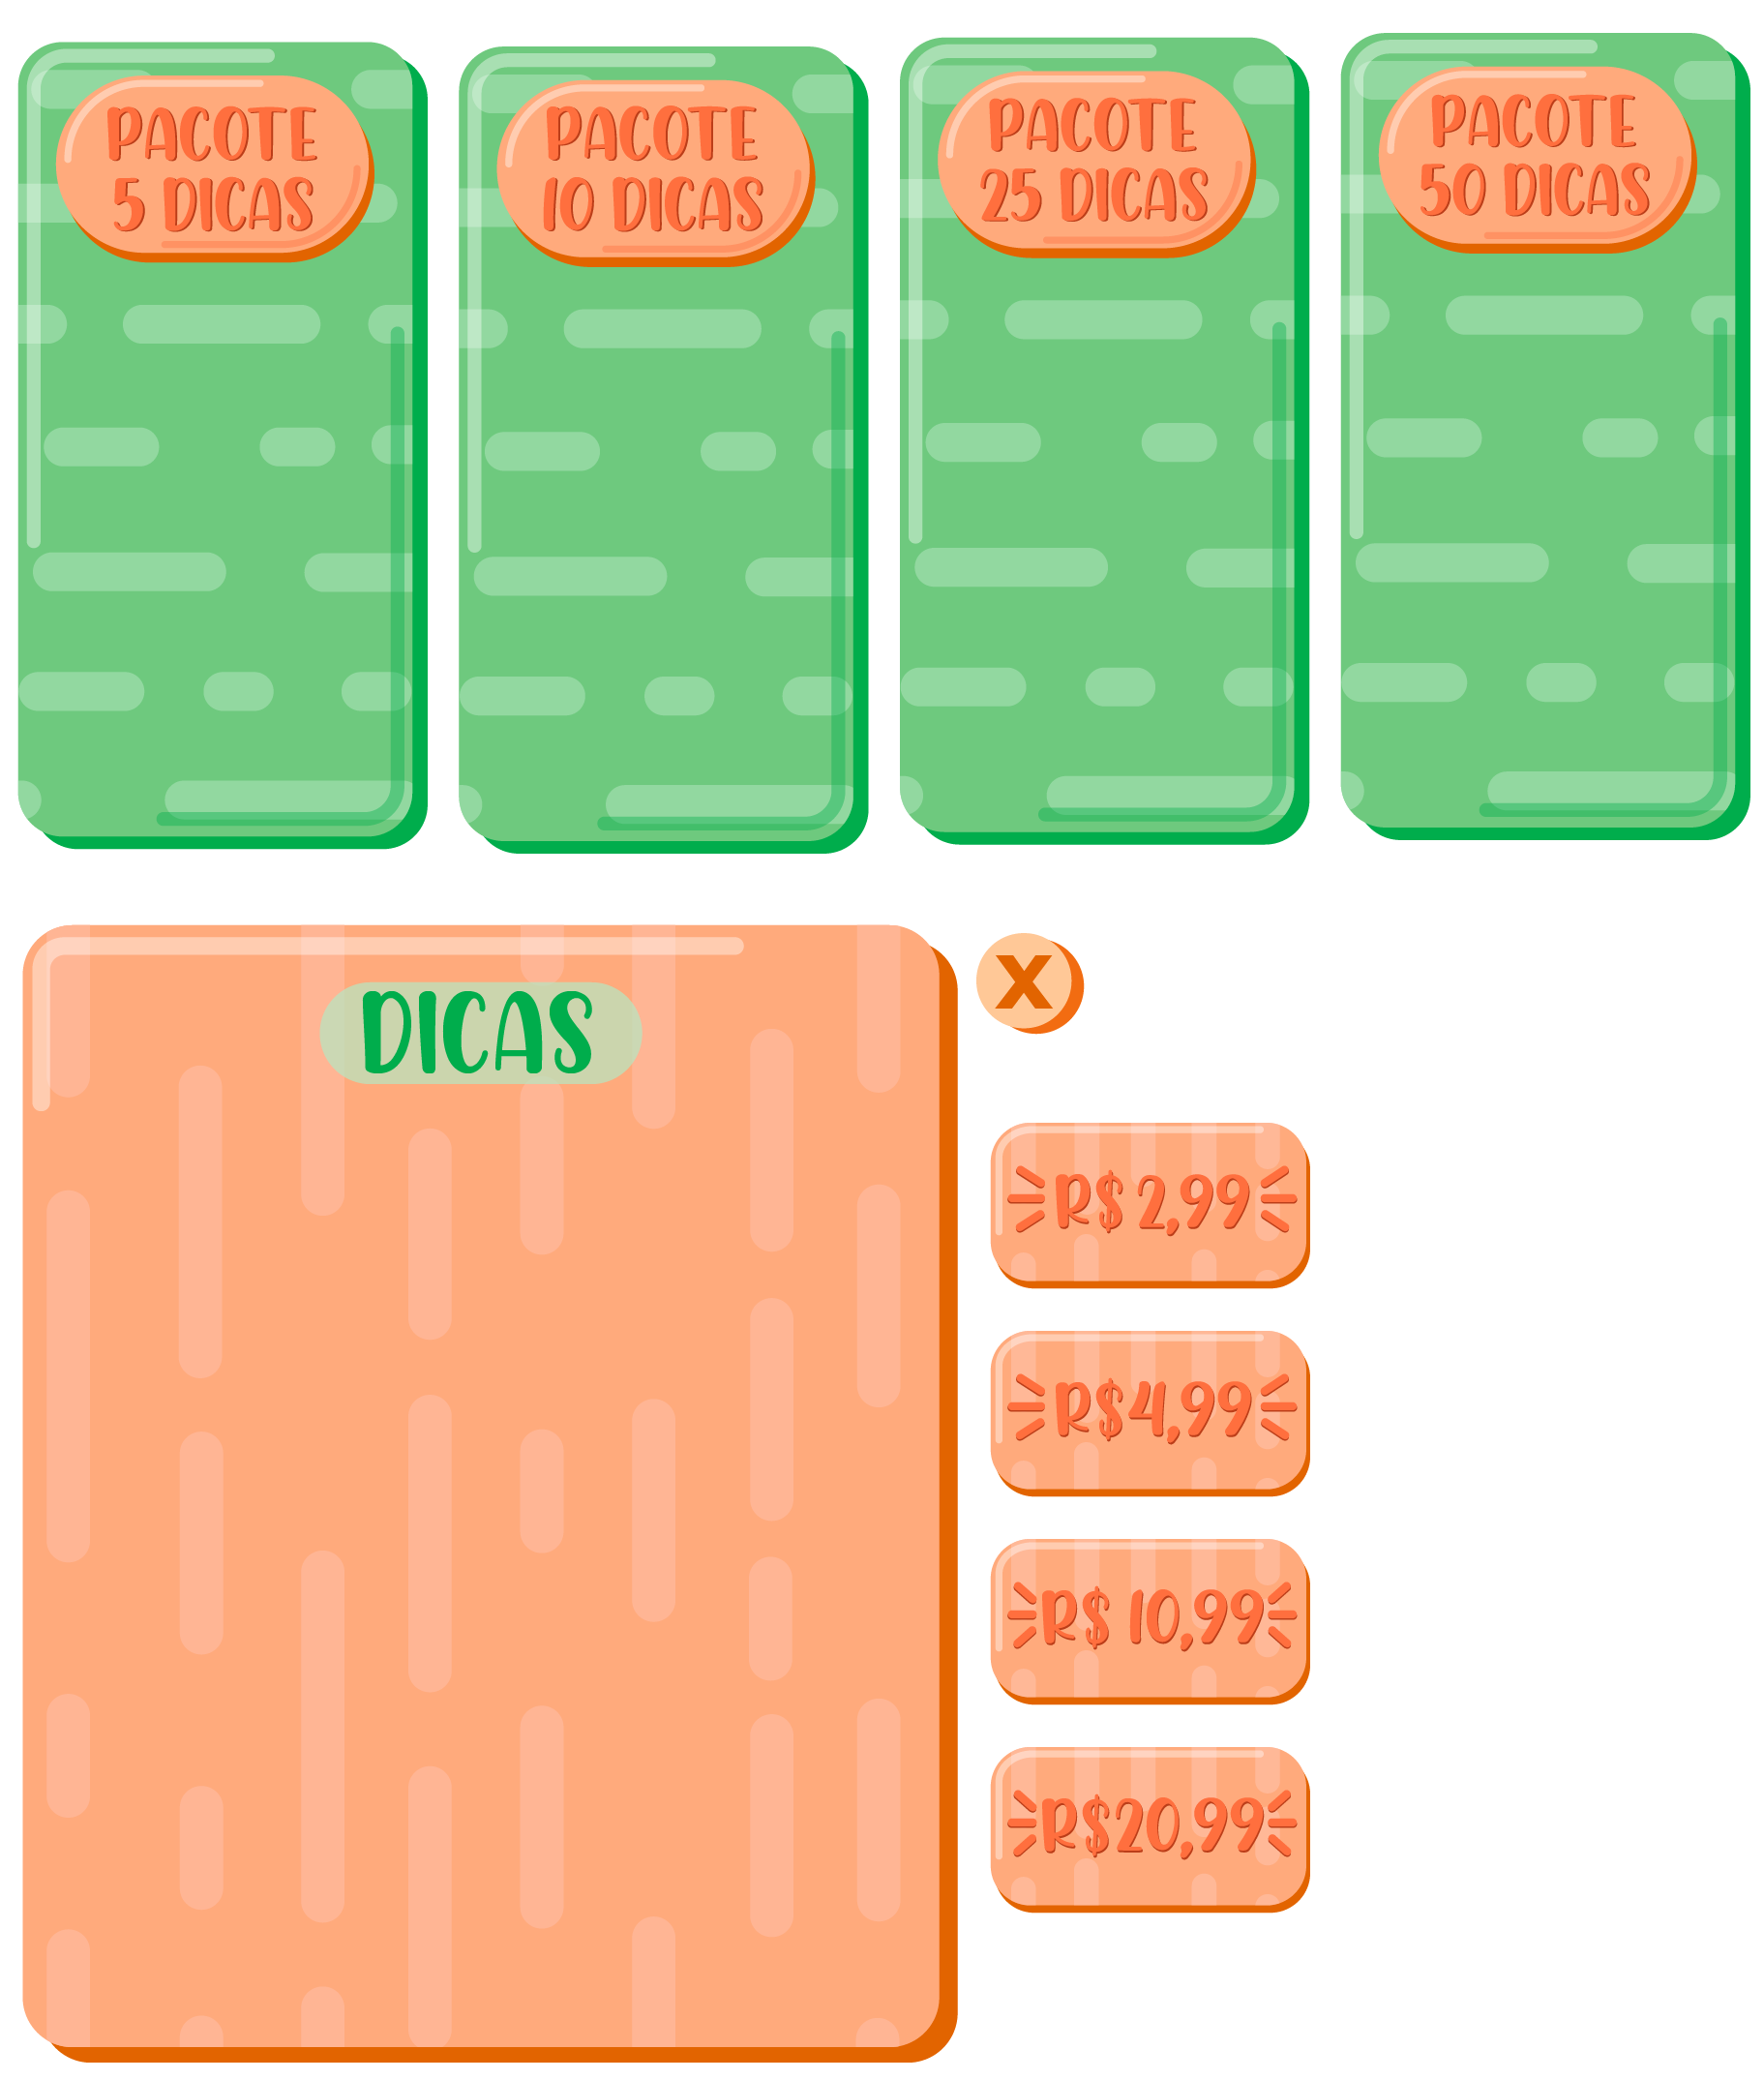 PACOTE
5 DICAS
PACOTE
10 DICAS
PACOTE
25 DICAS
PACOTE
50 DICAS
DICAS
X
R$ 2,99
R$4,99
R$ 10,99
R$20,99